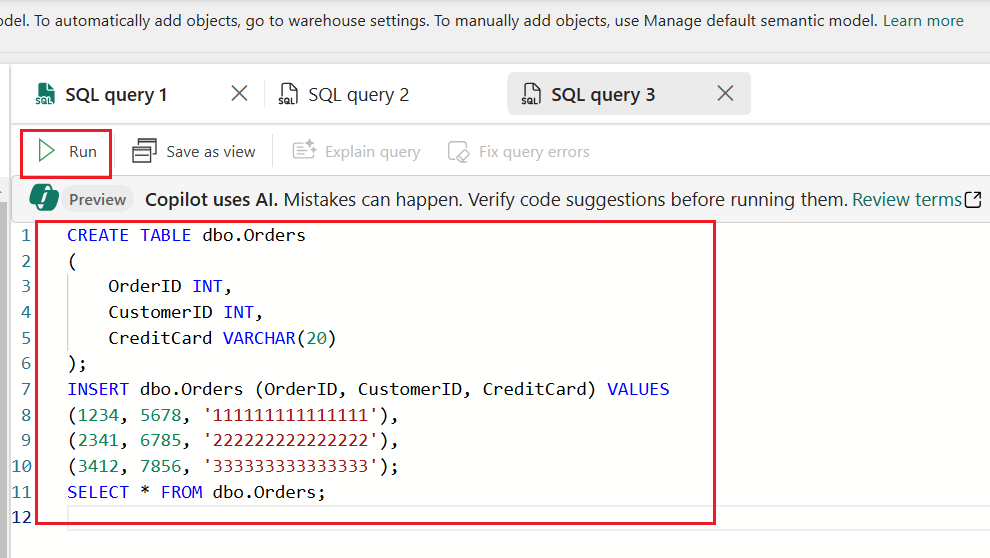 odel. To automatically add objects, go to warehouse settings. To manually add objects, use Manage default semantic model. Learn more
SQL query 1 SQL query 2 SQL query 3
Run Save as view Explain query Fix query errors
Preview Copilot uses AI. Mistakes can happen. Verify code suggestions before running them. Review terms
1 CREATE TABLE dbo.Orders
2 (
3 OrderID INT,
4 CustomerID INT,
5 CreditCard VARCHAR(20)
6 );
7 INSERT dbo.Orders (OrderID, CustomerID, CreditCard) VALUES
8 (1234, 5678, '111111111111111'),
9 (2341, 6785, '222222222222222'),
10 (3412, 7856, '333333333333333');
11 SELECT * FROM dbo.Orders;
12